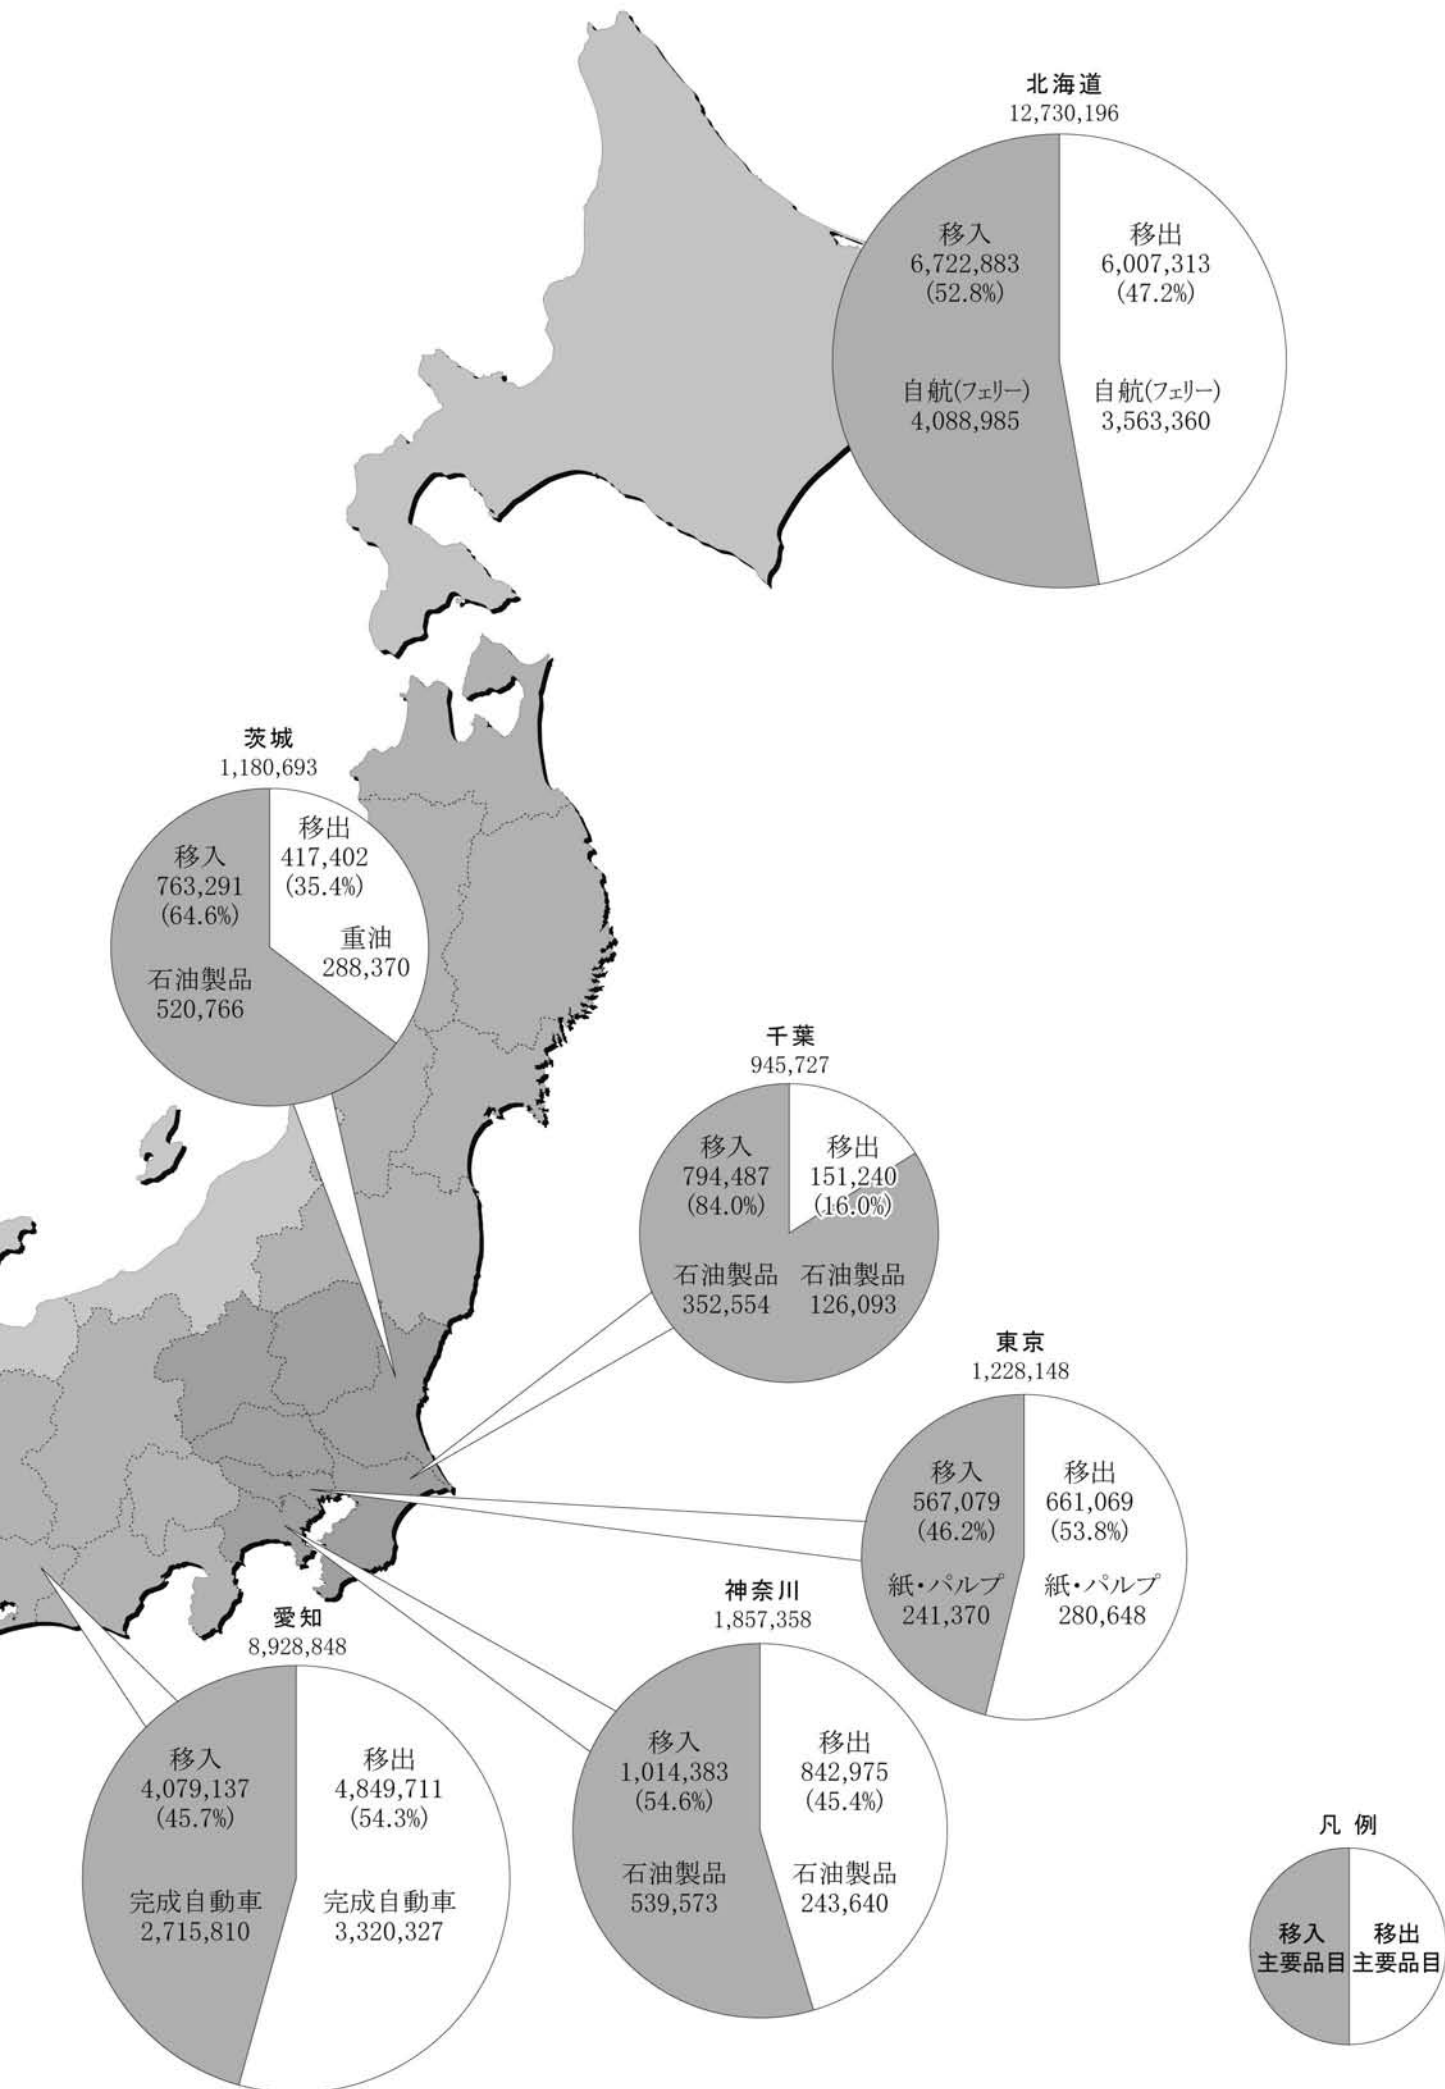 北海道
12,730,196
移入
6,722,883
(52.8%)
自航(フェリー)
4,088,985
移出
6,007,313
(47.2%)
自航(フェリー)
3,563,360
茨城
1,180,693
移入
763,291
(64.6%)
石油製品
520,766
移出
417,402
(35.4%)
重油
288,370
千葉
945,727
移入
794,487
(84.0%)
石油製品
352,554
移出
151,240
(16.0%)
石油製品
126,093
東京
1,228,148
移入
567,079
(46.2%)
紙・パルプ
241,370
移出
661,069
(53.8%)
紙・パルプ
280,648
神奈川
1,857,358
移入
1,014,383
(54.6%)
石油製品
539,573
移出
842,975
(45.4%)
石油製品
243,640
愛知
8,928,848
移入
4,079,137
(45.7%)
完成自動車
2,715,810
移出
4,849,711
(54.3%)
完成自動車
3,320,327
凡 例
移入
主要品目
移出
主要品目